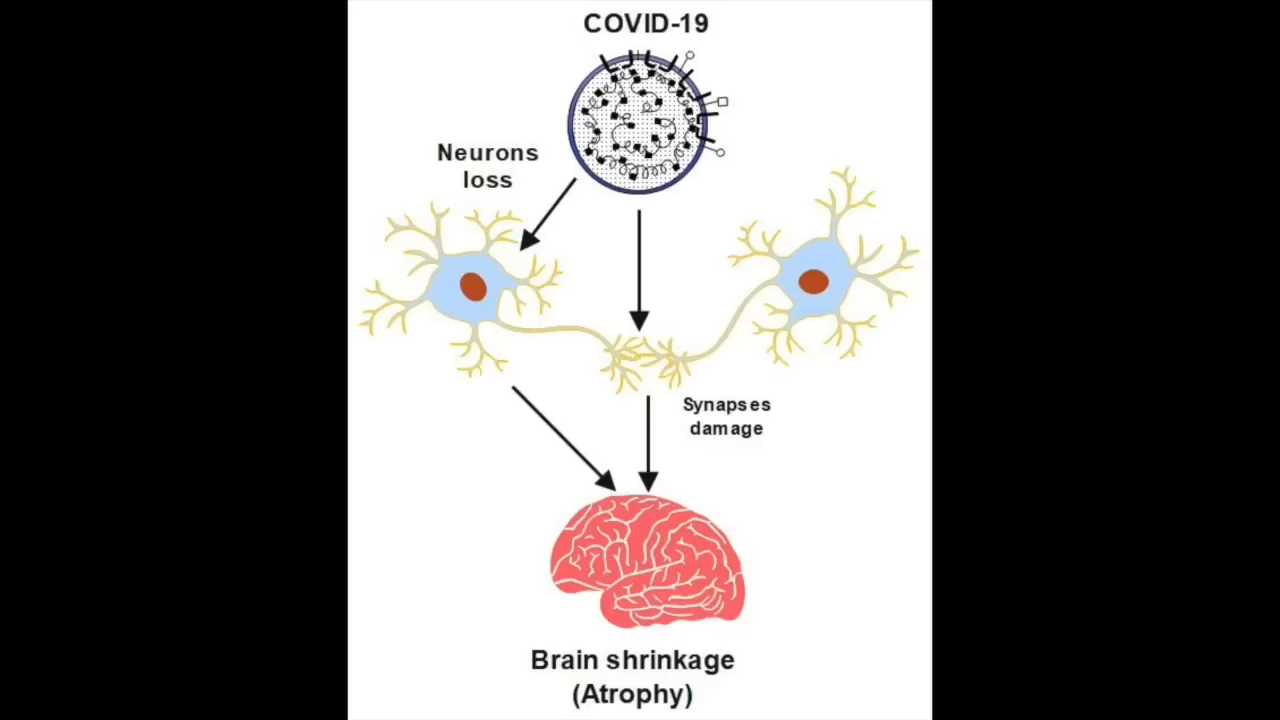 COVID-19
Neurons
loss
Synapses
damage
Brain shrinkage
(Atrophy)